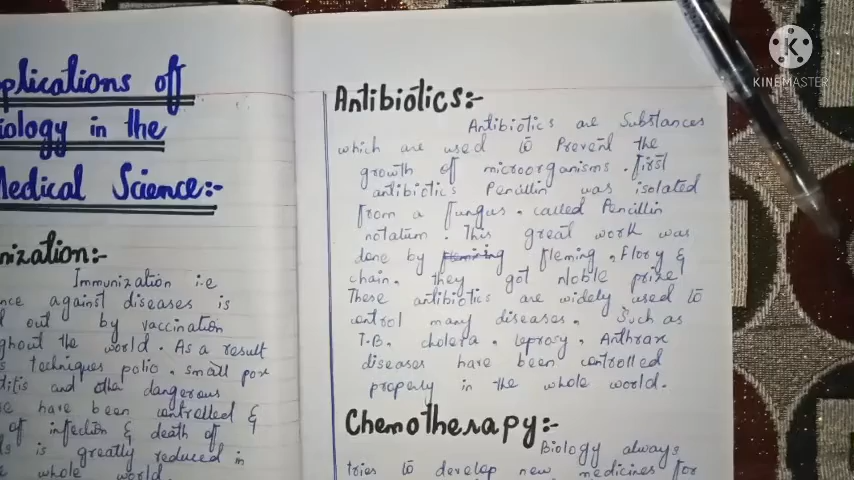 plications of
iology in the
Medical Science:-
nization:-
Immunization i.e
nce against diseases is
d out by vaccination
ghout the world. As a result
s techniques polio, small pox
titis and otha dangerous
e have been controlled &
of infection & death of
ls is greatly reduced in
e whole world.
Antibiotics:-
Antibiotics are Substances
which are used to Prevent the
growth of microorganisms. first
antibiotics Pencillin was isolated
from a fungus, called Pencillin
notatum. This great work was
done by fleming, Flory &
chain. they got noble prize
These antibiotics are widely used to
control many diseases. Such as
T.B. cholera, leprosy, Anthrax
diseases have been controlled
properly in the whole world.
Chemotherapy:-
Biology always
tries to develop new medicines for
K
KINEMASTER